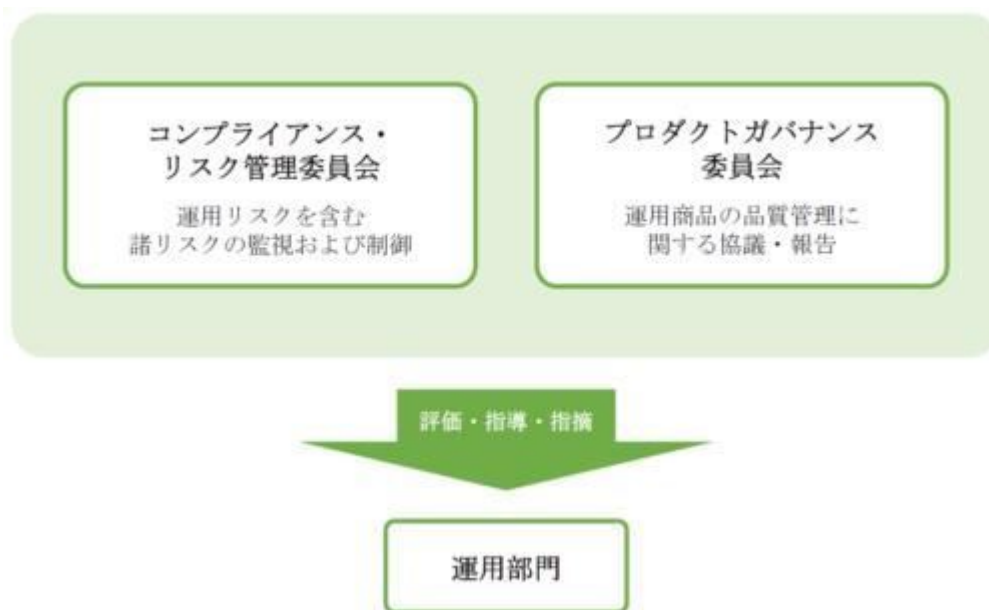 コンプライアンス・
リスク管理委員会
運用リスクを含む
諸リスクの監視および制御
プロダクトガバナンス
委員会
運用商品の品質管理に
関する協議・報告
評価・指導・指摘
運用部門